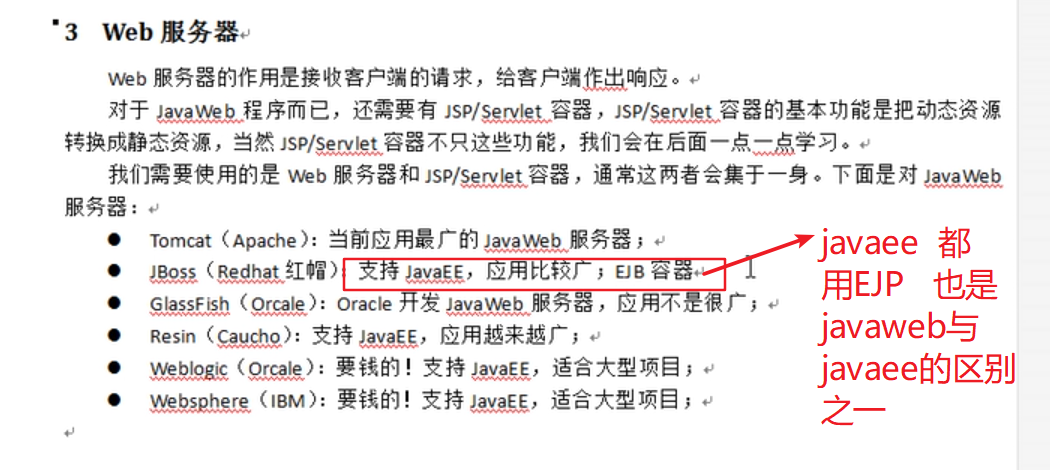 3 Web 服务器
Web 服务器的作用是接收客户端的请求，给客户端作出响应。
对于 JavaWeb 程序而已，还需要有 JSP/Servlet 容器，JSP/Servlet 容器的基本功能是把动态资源
转换成静态资源，当然 JSP/Servlet 容器不只这些功能，我们会在后面一点一点学习。
我们需要使用的是 Web 服务器和 JSP/Servlet 容器，通常这两者会集于一身。下面是对 JavaWeb
服务器：
● Tomcat（Apache）：当前应用最广的 JavaWeb 服务器；
● JBoss（Redhat 红帽）：支持 JavaEE，应用比较广；EJB 容器
● GlassFish（Orcale）：Oracle 开发 JavaWeb 服务器，应用不是很广；
● Resin（Caucho）：支持 JavaEE，应用越来越广；
● Weblogic（Orcale）：要钱的！支持 JavaEE，适合大型项目；
● Websphere（IBM）：要钱的！支持 JavaEE，适合大型项目；
javaee 都
用EJP 也是
javaweb与
javaee的区别
之一